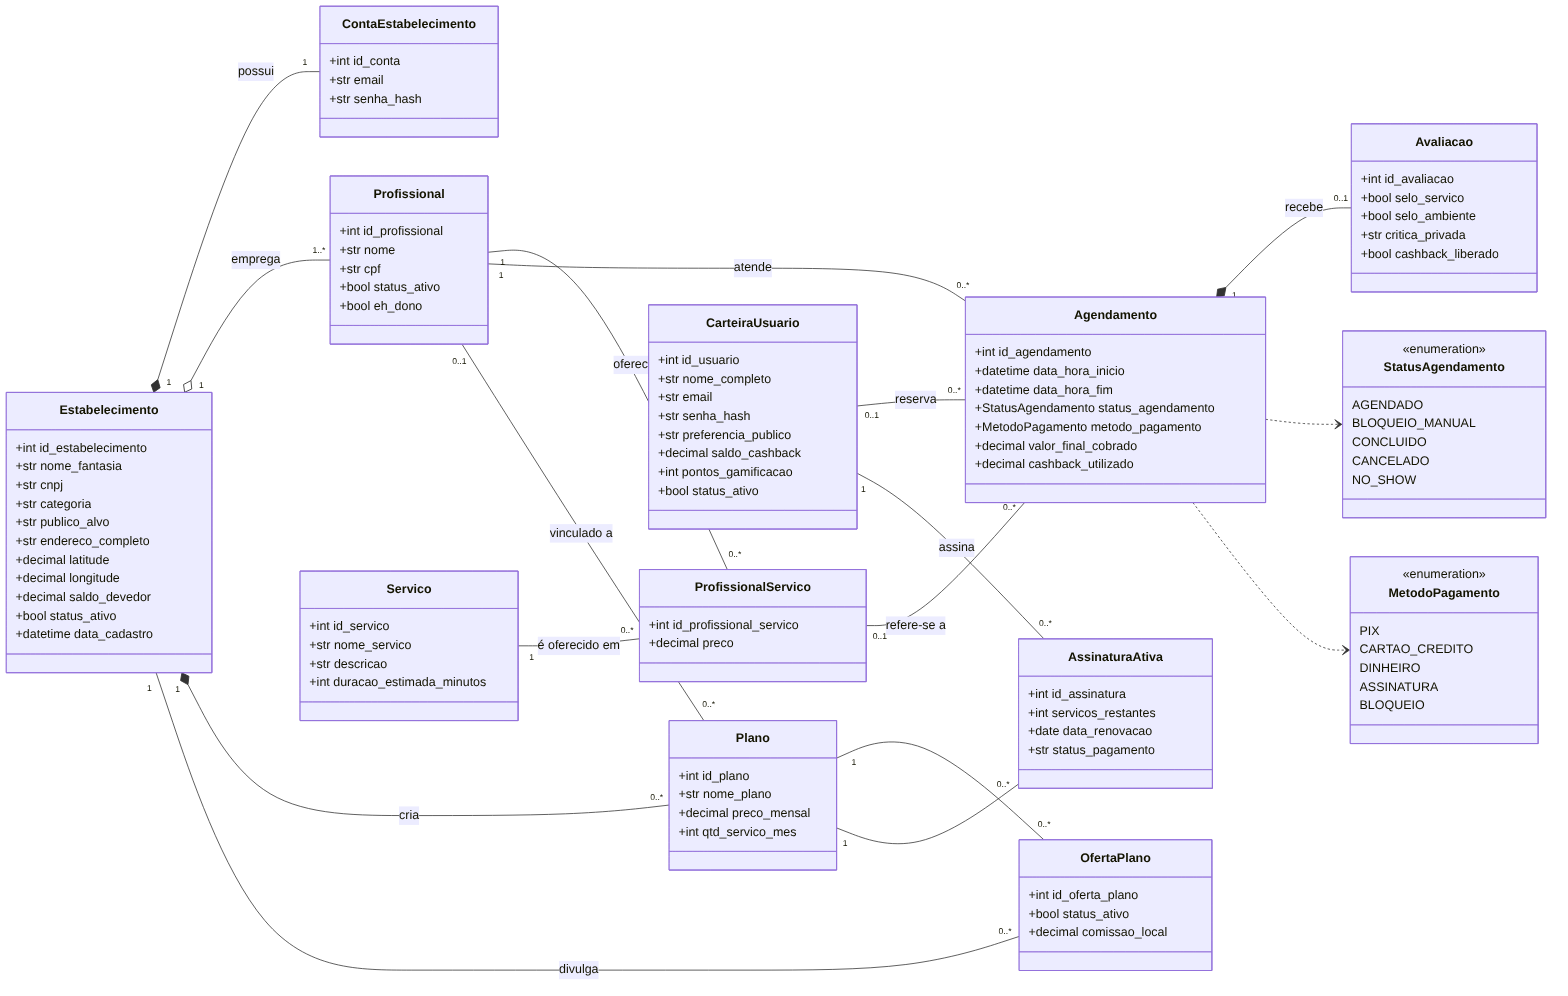 ContaEstabelecimento
+int id_conta
+str email
+str senha_hash
possui
1
1
Profissional
+int id_profissional
+str nome
+str cpf
+bool status_ativo
+bool eh_dono
emprega
1..*
1
Estabelecimento
+int id_estabelecimento
+str nome_fantasia
+str cnpj
+str categoria
+str publico_alvo
+str endereco_completo
+decimal latitude
+decimal longitude
+decimal saldo_devedor
+bool status_ativo
+datetime data_cadastro
1
1
Servico
+int id_servico
+str nome_servico
+str descricao
+int duracao_estimada_minutos
1
é oferecido em
0..*
1
1
0..1
vinculado a
oferec
atende
0..*
CarteiraUsuario
+int id_usuario
+str nome_completo
+str email
+str senha_hash
+str preferencia_publico
+decimal saldo_cashback
+int pontos_gamificacao
+bool status_ativo
0..1
reserva
0..*
1
assina
0..*
0..*
ProfissionalServico
+int id_profissional_servico
+decimal preco
0..1
refere-se a
0..*
0..*
Plano
+int id_plano
+str nome_plano
+decimal preco_mensal
+int qtd_servico_mes
cria
0..*
1
1
0..*
0..*
divulga
0..*
Agendamento
+int id_agendamento
+datetime data_hora_inicio
+datetime data_hora_fim
+StatusAgendamento status_agendamento
+MetodoPagamento metodo_pagamento
+decimal valor_final_cobrado
+decimal cashback_utilizado
1
recebe
0..1
Avaliacao
+int id_avaliacao
+bool selo_servico
+bool selo_ambiente
+str critica_privada
+bool cashback_liberado
«enumeration»
StatusAgendamento
AGENDADO
BLOQUEIO_MANUAL
CONCLUIDO
CANCELADO
NO_SHOW
«enumeration»
MetodoPagamento
PIX
CARTAO_CREDITO
DINHEIRO
ASSINATURA
BLOQUEIO
AssinaturaAtiva
+int id_assinatura
+int servicos_restantes
+date data_renovacao
+str status_pagamento
OfertaPlano
+int id_oferta_plano
+bool status_ativo
+decimal comissao_local